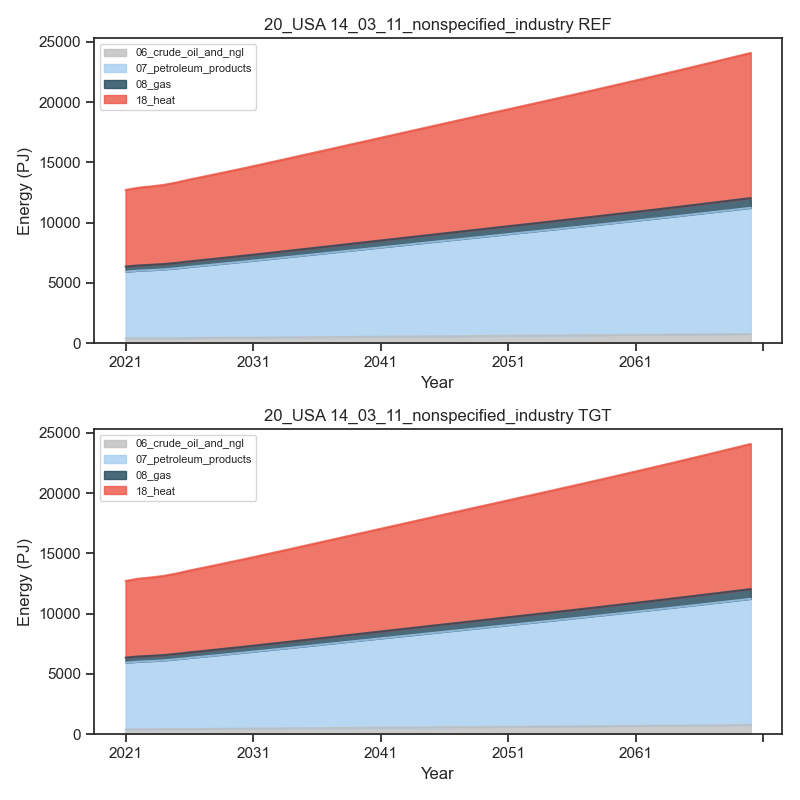 20_USA 14_03_11_nonspecified_industry REF
25000
20000
15000
10000
5000
0
Energy (PJ)
06_crude_oil_and_ngl
07_petroleum_products
08_gas
18_heat
2021 2031 2041 2051 2061
Year
20_USA 14_03_11_nonspecified_industry TGT
25000
20000
15000
10000
5000
0
Energy (PJ)
06_crude_oil_and_ngl
07_petroleum_products
08_gas
18_heat
2021 2031 2041 2051 2061
Year